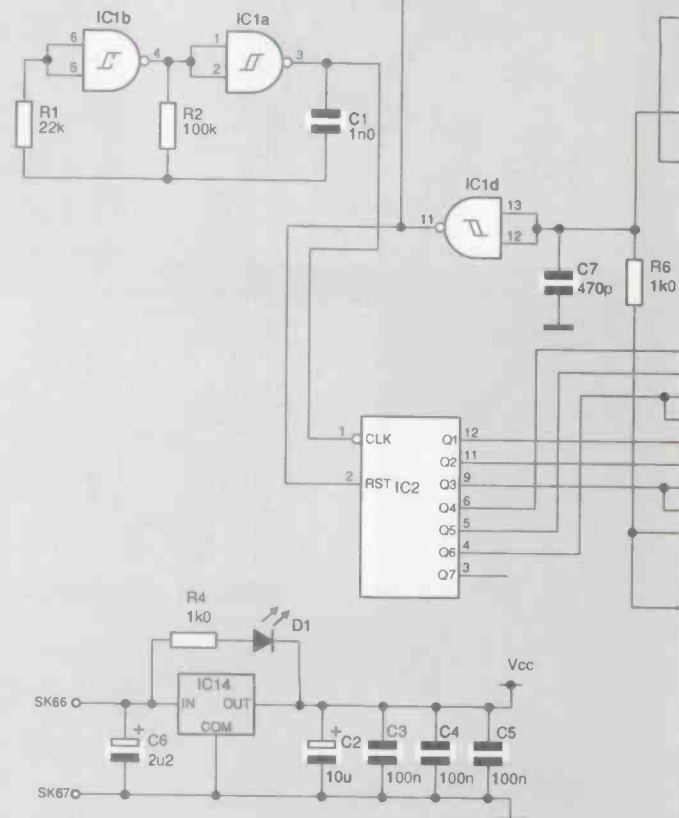 IC1b
IC1a
6
5
4
1
2
3
R1
22k
R2
100k
C1
1n0
IC1d
11
13
12
C7
470p
R6
1k0
1
CLK
Q1
12
Q2
11
2
RST
IC2
Q3
9
Q4
6
Q5
5
Q6
4
Q7
3
R4
1k0
D1
Vcc
SK66
IC14
IN
OUT
COM
+
C6
2u2
+
C2
10u
C3
100n
C4
100n
C5
100n
SK67